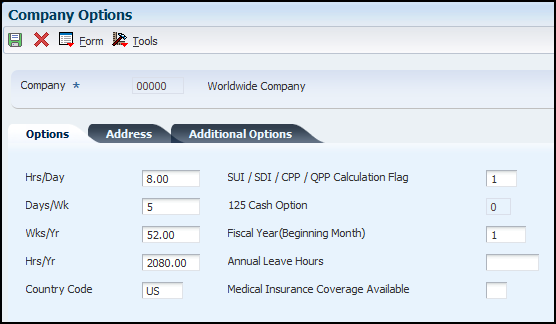 Company Options
Form Tools
Company * 00000 Worldwide Company
Options Address Additional Options
Hrs/Day 8.00 SUI / SDI / CPP / QPP Calculation Flag 1
Days/Wk 5 125 Cash Option 0
Wks/Yr 52.00 Fiscal Year(Beginning Month) 1
Hrs/Yr 2080.00 Annual Leave Hours
Country Code US Medical Insurance Coverage Available